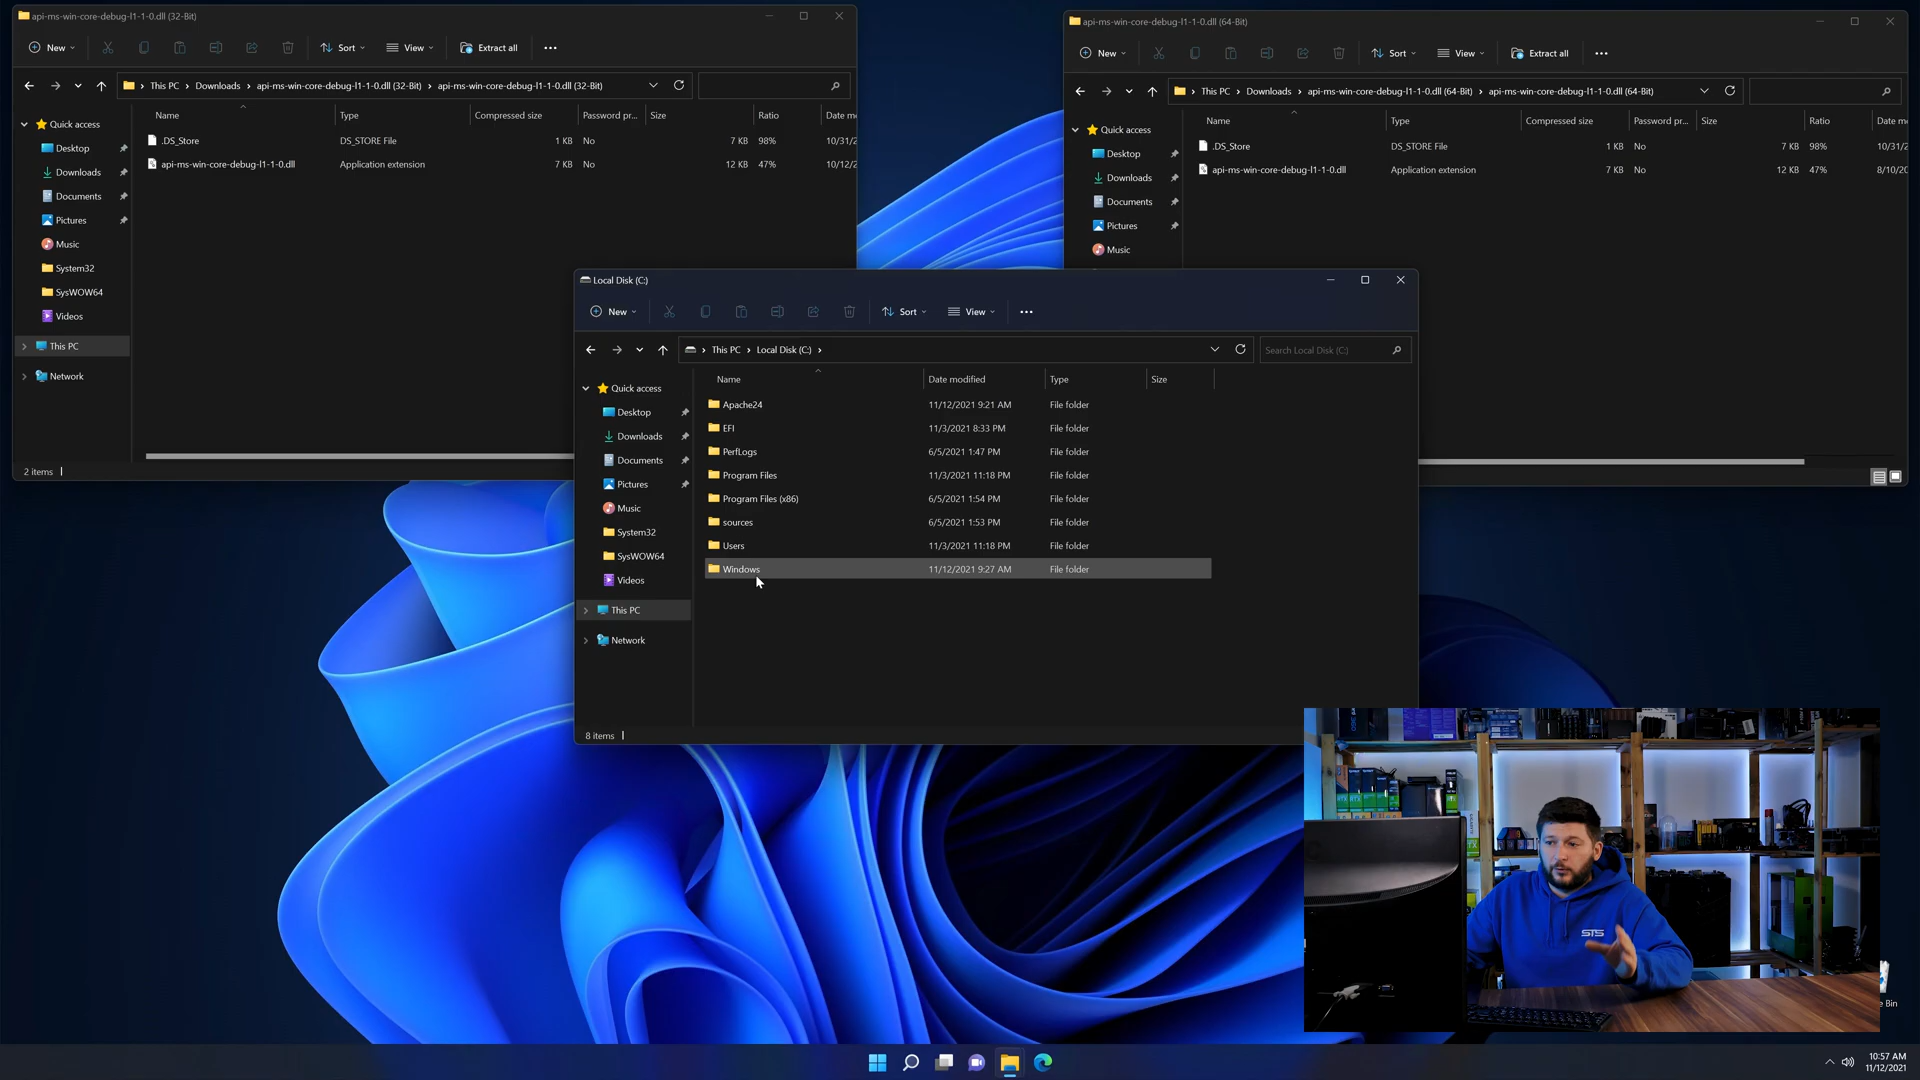 api-ms-win-core-debug-l1-1-0.dll (32-Bit)
New
Sort
View
Extract all
This PC
Downloads
api-ms-win-core-debug-l1-1-0.dll (32-Bit)
api-ms-win-core-debug-l1-1-0.dll (32-Bit)
Name
Type
Compressed size
Password pr...
Size
Ratio
Date m
.DS_Store
DS_STORE File
1 KB
No
7 KB
98%
10/31/2
api-ms-win-core-debug-l1-1-0.dll
Application extension
7 KB
No
12 KB
47%
10/12/2
Quick access
Desktop
Downloads
Documents
Pictures
Music
System32
SysWOW64
Videos
This PC
Network
2 items
api-ms-win-core-debug-l1-1-0.dll (64-Bit)
New
Sort
View
Extract all
This PC
Downloads
api-ms-win-core-debug-l1-1-0.dll (64-Bit)
api-ms-win-core-debug-l1-1-0.dll (64-Bit)
Name
Type
Compressed size
Password pr...
Size
Ratio
Date m
.DS_Store
DS_STORE File
1 KB
No
7 KB
98%
10/31/2
api-ms-win-core-debug-l1-1-0.dll
Application extension
7 KB
No
12 KB
47%
8/10/20
Quick access
Desktop
Downloads
Documents
Pictures
Music
Local Disk (C:)
New
Sort
View
This PC
Local Disk (C:)
Search Local Disk (C:)
Name
Date modified
Type
Size
Apache24
11/12/2021 9:21 AM
File folder
EFI
11/3/2021 8:33 PM
File folder
PerfLogs
6/5/2021 1:47 PM
File folder
Program Files
11/3/2021 11:18 PM
File folder
Program Files (x86)
6/5/2021 1:54 PM
File folder
sources
6/5/2021 1:53 PM
File folder
Users
11/3/2021 11:18 PM
File folder
Windows
11/12/2021 9:27 AM
File folder
Quick access
Desktop
Downloads
Documents
Pictures
Music
System32
SysWOW64
Videos
This PC
Network
8 items
STS
e Bin
10:57 AM
11/12/2021